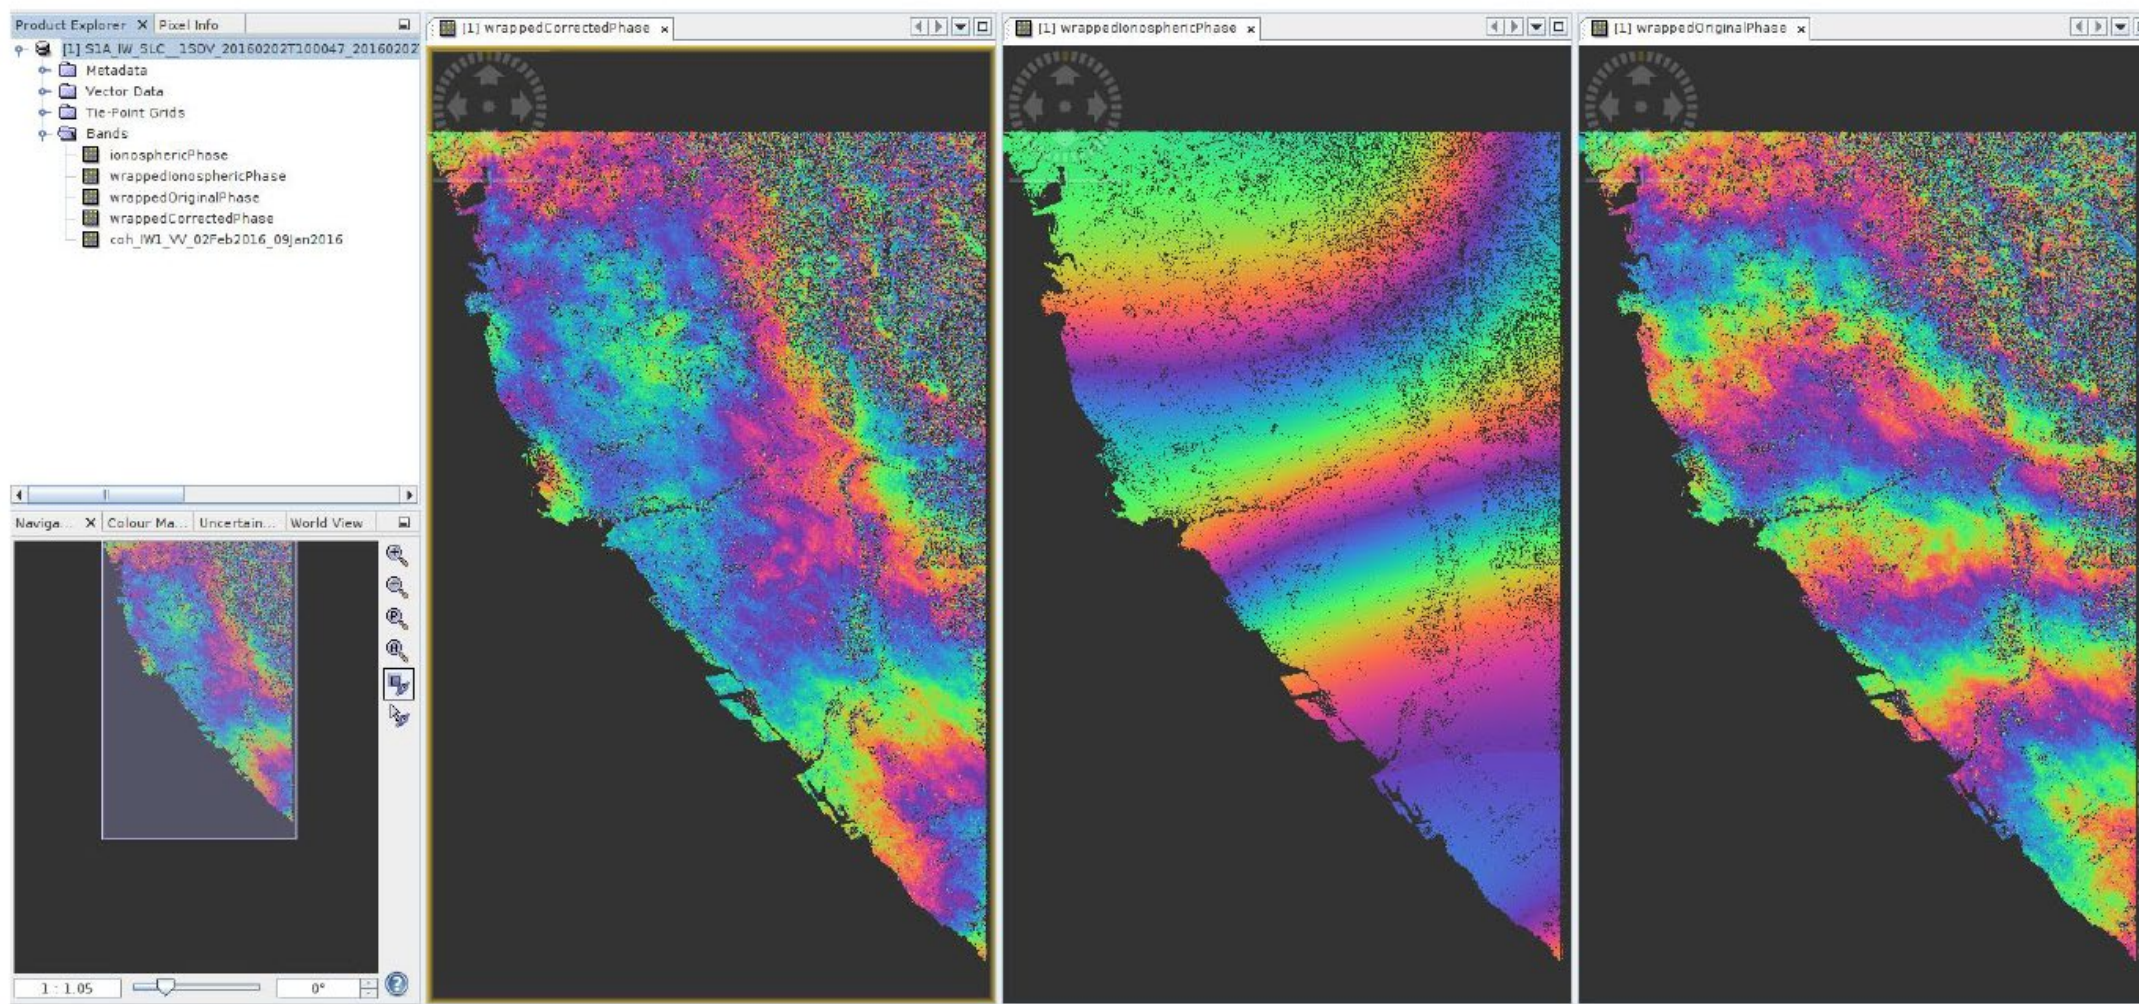 Product Explorer X Pixel Info
[1] S1A_IW_SLC__1SDV_20160202T100047_20160202T
Metadata
Vector Data
Tie-Point Grids
Bands
ionosphericPhase
wrappedIonosphericPhase
wrappedOriginalPhase
wrappedCorrectedPhase
coh_IW1_VV_02Feb2016_09Jan2016
Naviga... X Colour Ma... Uncertain... World View
1 : 1.05 0°
[1] wrappedCorrectedPhase x
[1] wrappedIonosphericPhase x
[1] wrappedOriginalPhase x